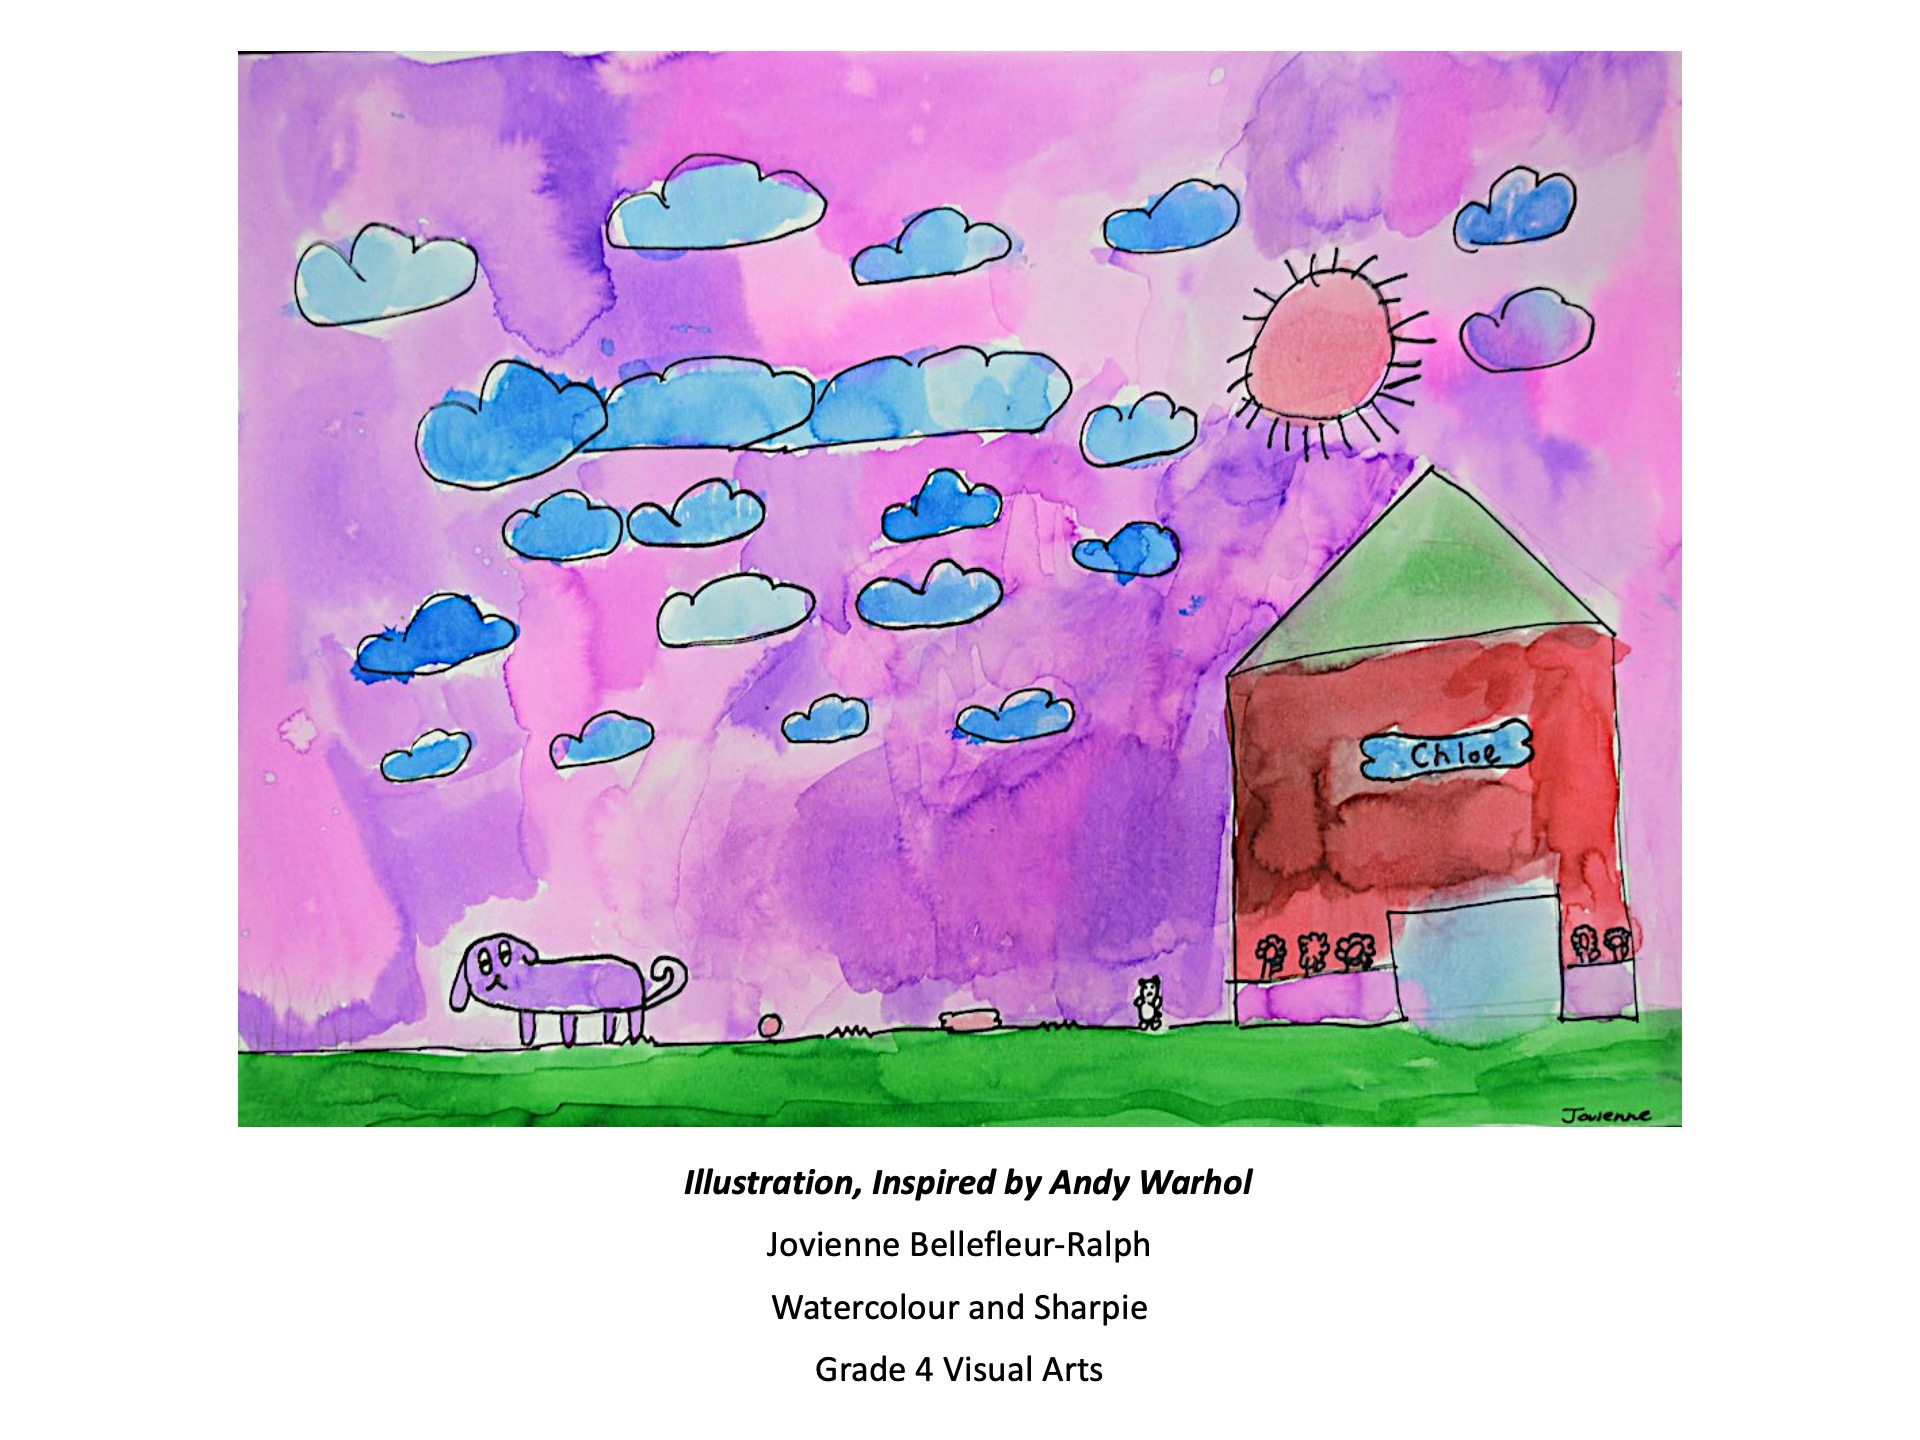 Chloe
Jovienne
Illustration, Inspired by Andy Warhol
Jovienne Bellefleur-Ralph
Watercolour and Sharpie
Grade 4 Visual Arts